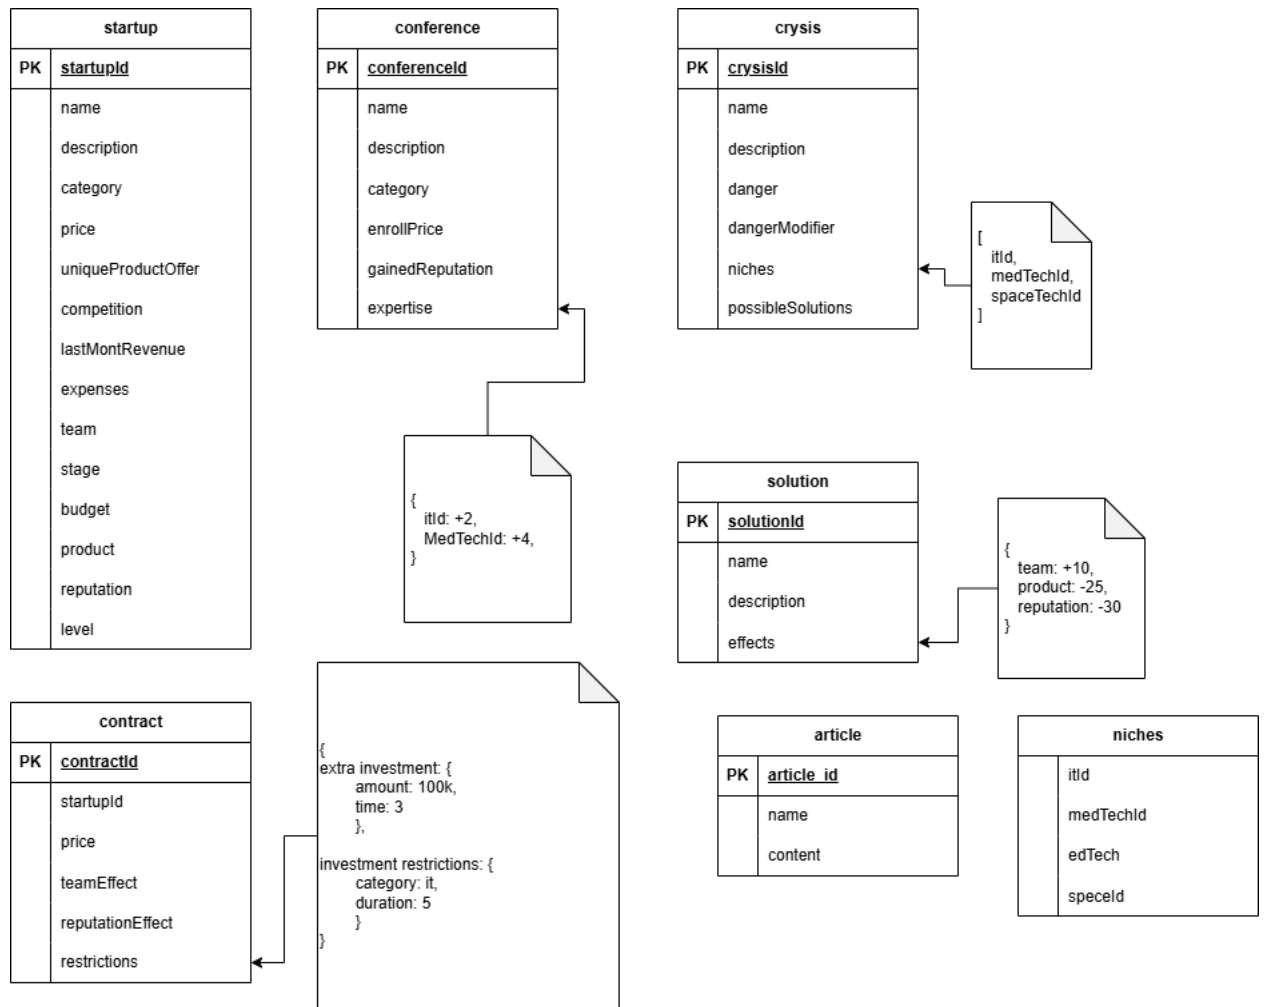 startup
PK startupId
name
description
category
price
uniqueProductOffer
competition
lastMontRevenue
expenses
team
stage
budget
product
reputation
level
conference
PK conferenceId
name
description
category
enrollPrice
gainedReputation
expertise
{
itId: +2,
MedTechId: +4,
}
crysis
PK crysisId
name
description
danger
dangerModifier
niches
possibleSolutions
[
itId,
medTechId,
spaceTechId
]
solution
PK solutionId
name
description
effects
{
team: +10,
product: -25,
reputation: -30
}
contract
PK contractId
startupId
price
teamEffect
reputationEffect
restrictions
{
extra investment: {
amount: 100k,
time: 3
},
investment restrictions: {
category: it,
duration: 5
}
}
article
PK article_id
name
content
niches
itId
medTechId
edTech
speceId